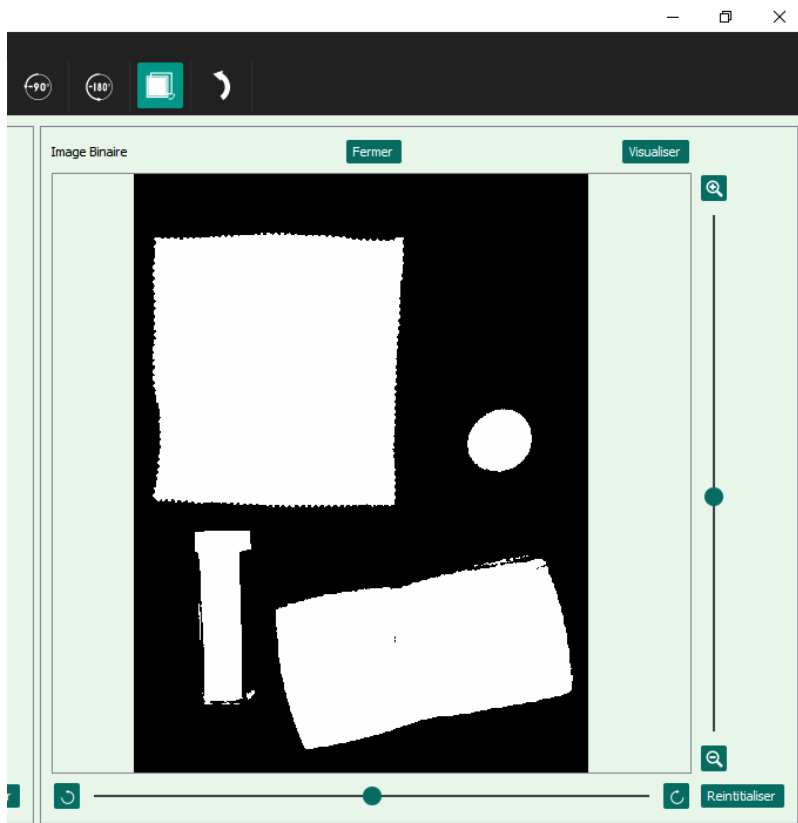 -90°
-180°
Image Binaire
Fermer
Visualiser
r
Reintitialiser